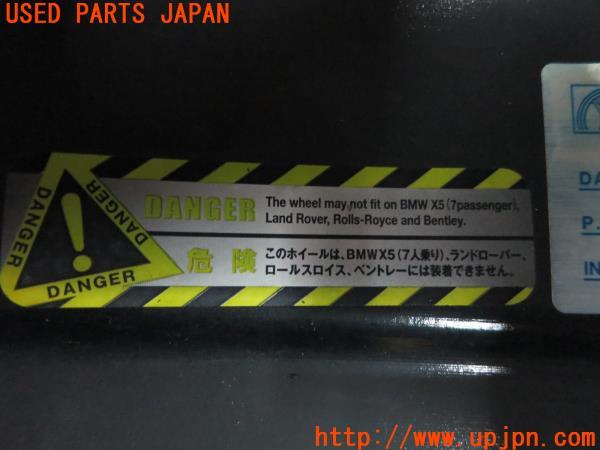 USED PARTS JAPAN
DANGER
DANGER
DANGER
DANGER
The wheel may not fit on BMW X5 (7passenger),
Land Rover, Rolls-Royce and Bentley.
危険
このホイールは、BMW X5 (7人乗り)、ランドローバー、
ロールスロイス、ベントレーには装着できません。
DA
P.
IN
http://www.upjpn.com